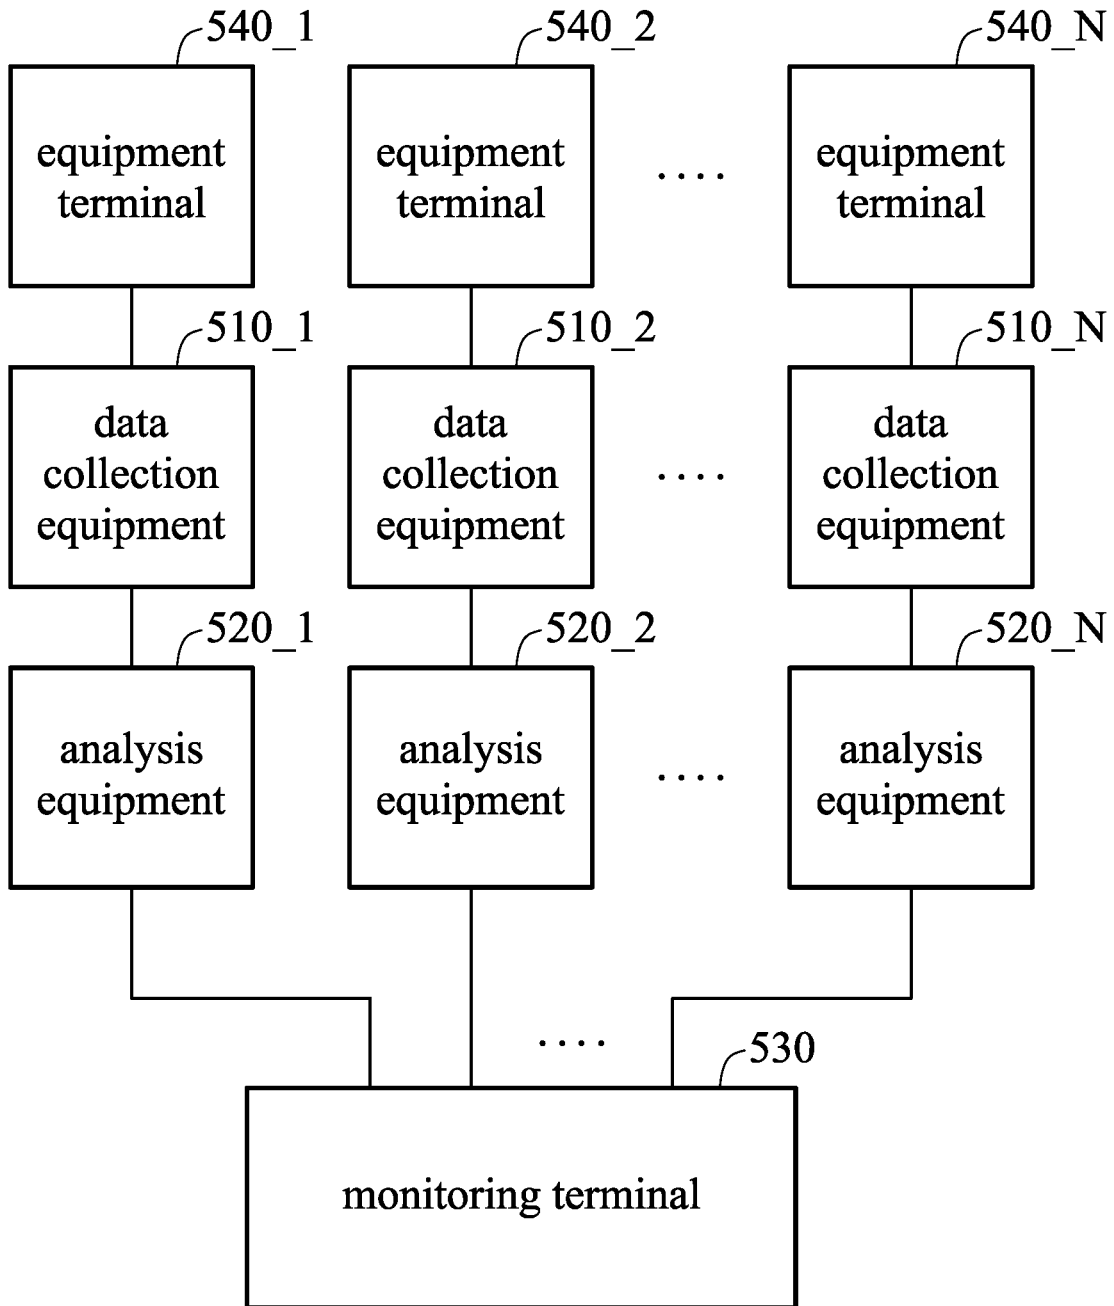 540_1 540_2 540_N
equipment equipment equipment
terminal terminal .... terminal
510_1 510_2 510_N
data data data
collection collection .... collection
equipment equipment equipment
520_1 520_2 520_N
analysis analysis analysis
equipment equipment .... equipment
....
530
monitoring terminal